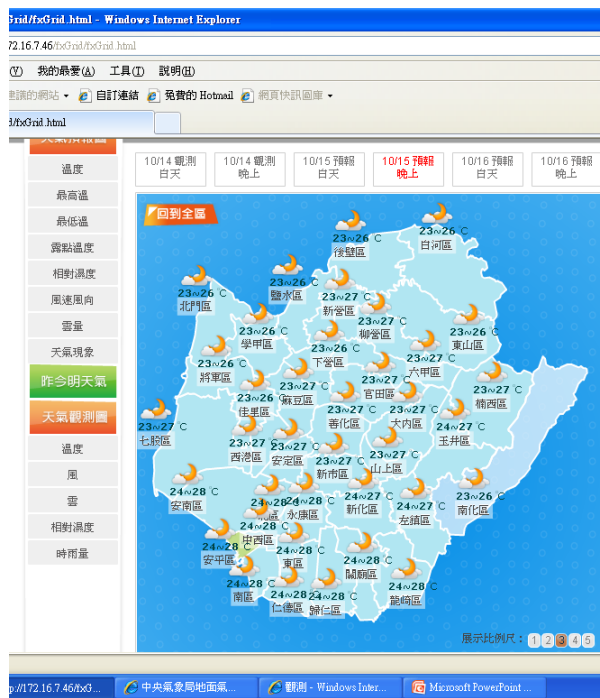 Grid/fxGrid.html - Windows Internet Explorer
72.16.7.46/fxGrid/fxGrid.html
(V) 我的最愛(A) 工具(T) 說明(H)
建議的網站 自訂連結 免費的 Hotmail 網頁快訊圖庫
l/fxGrid.html
天氣預報圖
溫度
最高溫
最低溫
露點溫度
相對濕度
風速風向
雲量
天氣現象
昨今明天氣
天氣觀測圖
溫度
風
雲
相對濕度
時雨量
10/14 觀測 白天
10/14 觀測 晚上
10/15 預報 白天
10/15 預報 晚上
10/16 預報 白天
10/16 預報 晚上
回到全區
23~26 °C
後壁區
23~26 °C
白河區
23~26 °C
北門區
23~26 °C
鹽水區
23~27 °C
新營區
23~26 °C
學甲區
23~27 °C
柳營區
23~26 °C
東山區
23~26 °C
下營區
23~26 °C
將軍區
23~27 °C
六甲區
23~26 °C
佳里區
23~27 °C
麻豆區
23~27 °C
官田區
23~27 °C
楠西區
23~27 °C
七股區
23~27 °C
善化區
23~27 °C
大內區
24~27 °C
玉井區
23~27 °C
西港區
23~27 °C
安定區
23~27 °C
新市區
23~27 °C
山上區
24~28 °C
安南區
24~28
北區
24~28 °C
永康區
24~27 °C
新化區
24~27 °C
左鎮區
23~26 °C
南化區
24~28 °C
中西區
24~28 °C
安平區
24~28 °C
東區
24~28 °C
關廟區
24~28 °C
南區
24~28
仁德區
24~28 °C
歸仁區
24~28 °C
龍崎區
展示比例尺： 1 2 3 4 5
p://172.16.7.46/fxG... 中央氣象局地面氣... 觀測 - Windows Inter... Microsoft PowerPoint ...